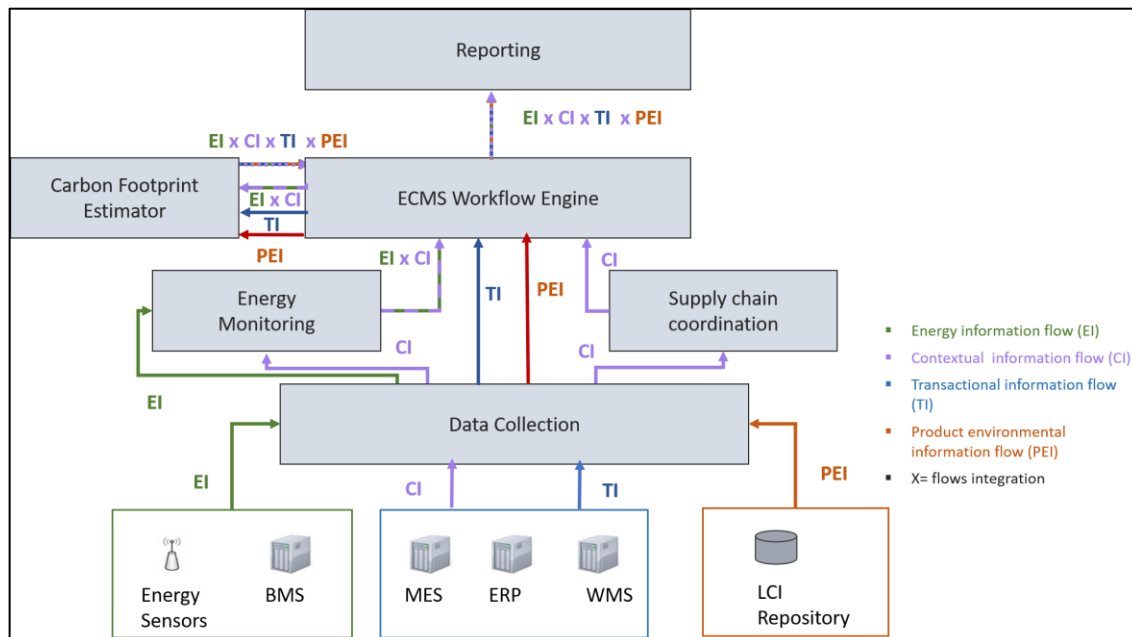 Reporting
EI x CI x TI x PEI
EI x CI x TI x PEI
Carbon Footprint
Estimator
EI x CI
TI
PEI
ECMS Workflow Engine
EI x CI
TI
PEI
CI
Energy
Monitoring
Supply chain
coordination
CI
CI
EI
Data Collection
EI
CI
TI
PEI
Energy
Sensors
BMS
MES
ERP
WMS
LCI
Repository
Energy information flow (EI)
Contextual information flow (CI)
Transactional information flow
(TI)
Product environmental
information flow (PEI)
X= flows integration